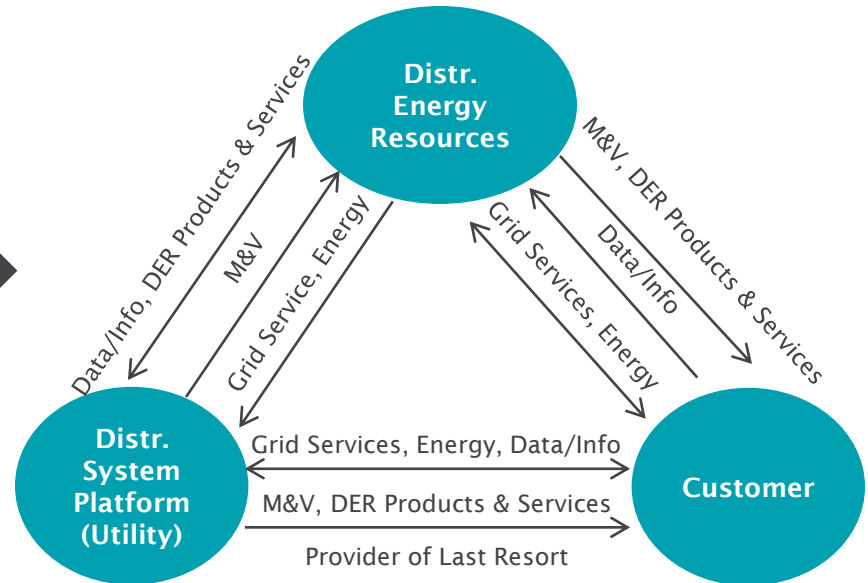 Distr.
Energy
Resources
Data/Info, DER Products & Services
M&V
Grid Service, Energy
M&V, DER Products & Services
Data/Info
Grid Services, Energy
Distr.
System
Platform
(Utility)
Grid Services, Energy, Data/Info
M&V, DER Products & Services
Provider of Last Resort
Customer